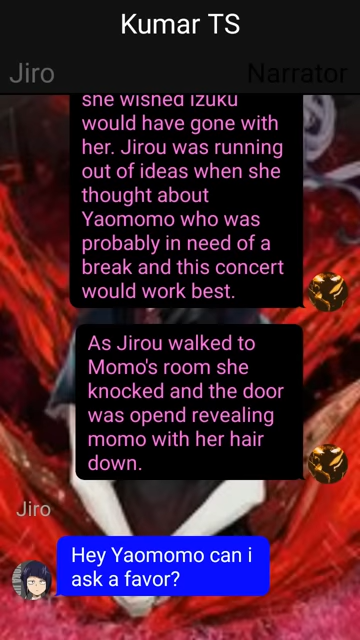 Kumar TS
Jiro
Narrator
she wished Izuku
would have gone with
her. Jirou was running
out of ideas when she
thought about
Yaomomo who was
probably in need of a
break and this concert
would work best.
As Jirou walked to
Momo's room she
knocked and the door
was opend revealing
momo with her hair
down.
Jiro
Hey Yaomomo can i
ask a favor?